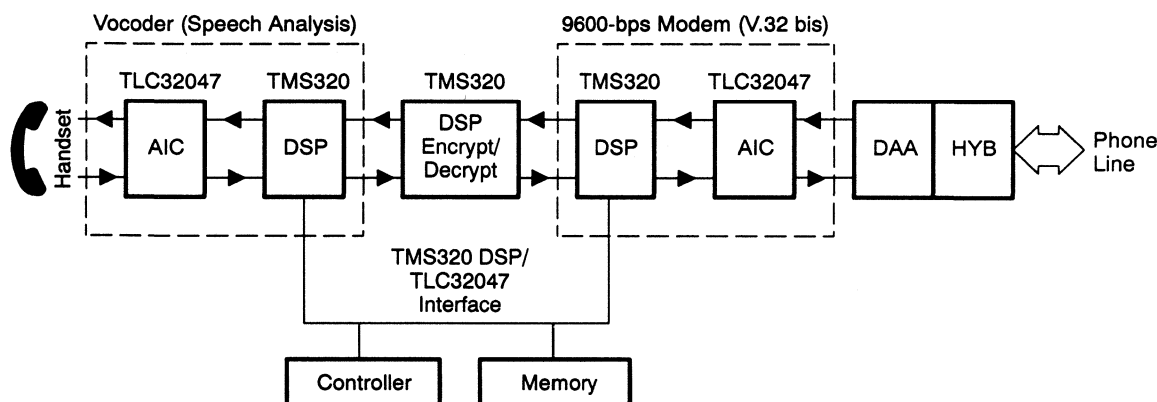 Vocoder (Speech Analysis)
9600-bps Modem (V.32 bis)
TLC32047
TMS320
TMS320
TMS320
TLC32047
Handset
AIC
DSP
DSP
Encrypt/
Decrypt
DSP
AIC
DAA
HYB
Phone
Line
TMS320 DSP/
TLC32047
Interface
Controller
Memory